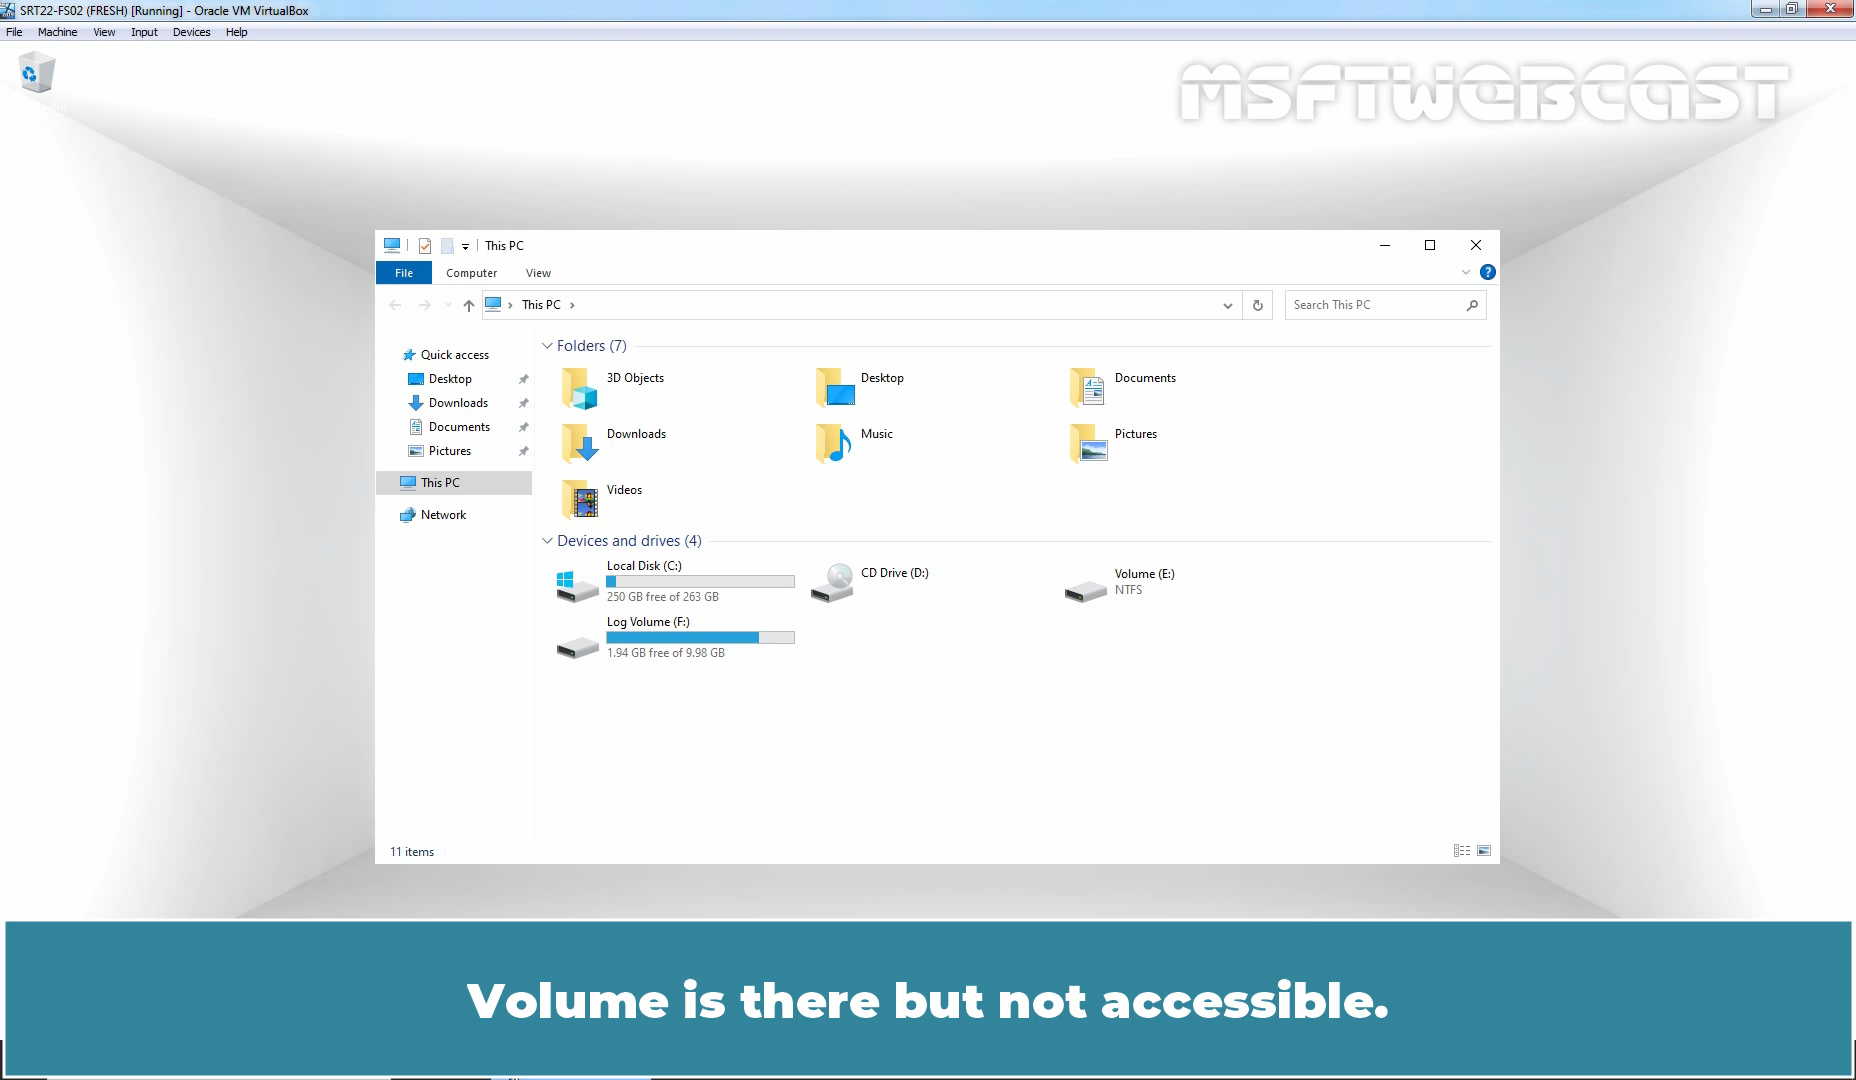 SRT22-FS02 (FRESH) [Running] - Oracle VM VirtualBox
File Machine View Input Devices Help
MSFTWEBCAST
This PC
File Computer View
This PC
Search This PC
Quick access
Desktop
Downloads
Documents
Pictures
This PC
Network
Folders (7)
3D Objects
Desktop
Documents
Downloads
Music
Pictures
Videos
Devices and drives (4)
Local Disk (C:)
250 GB free of 263 GB
CD Drive (D:)
Volume (E:)
NTFS
Log Volume (F:)
1.94 GB free of 9.98 GB
11 items
Volume is there but not accessible.